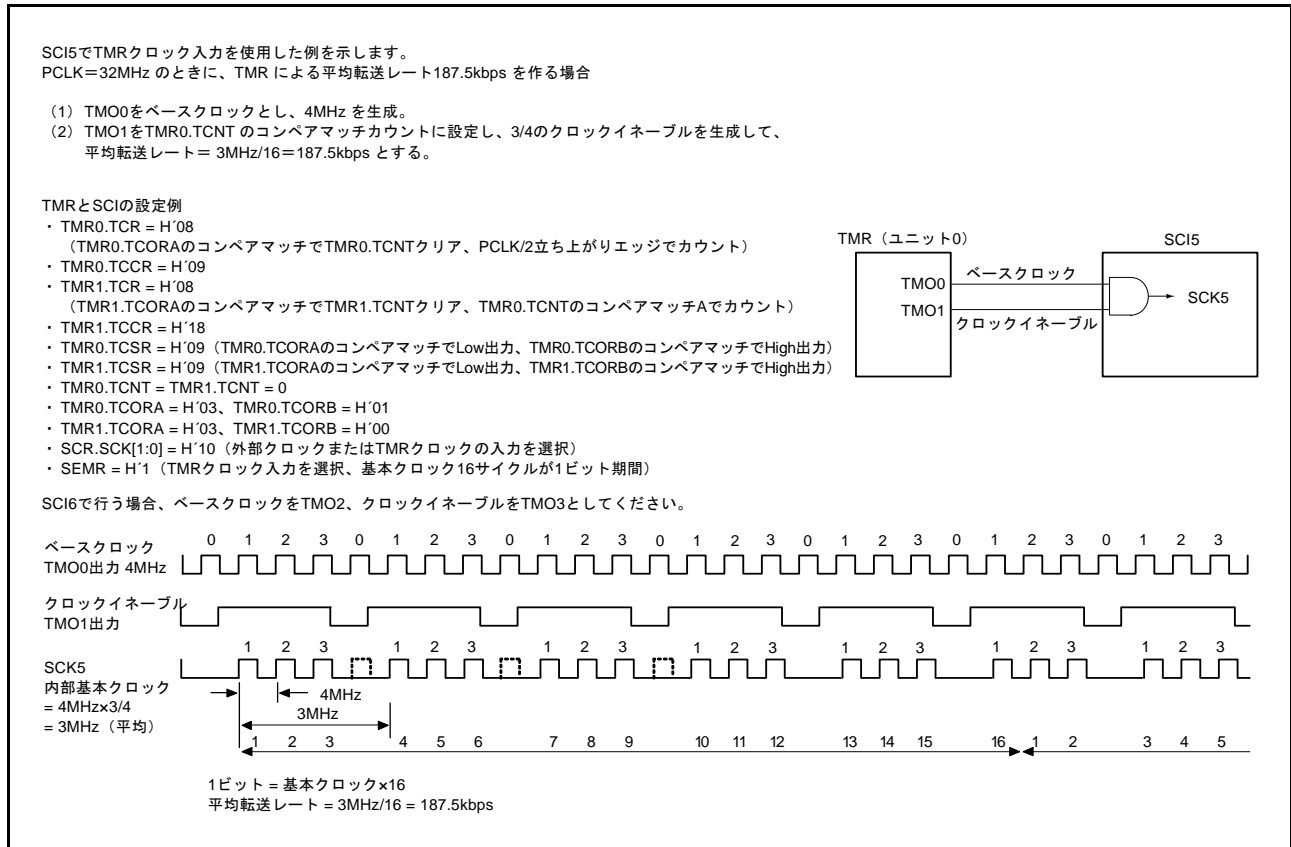 SCI5でTMRクロック入力を使用した例を示します。
PCLK＝32MHz のときに、TMR による平均転送レート187.5kbps を作る場合
（1） TMO0をベースクロックとし、4MHz を生成。
（2） TMO1をTMR0.TCNT のコンペアマッチカウントに設定し、3/4のクロックイネーブルを生成して、
平均転送レート＝ 3MHz/16＝187.5kbps とする。
TMRとSCIの設定例
・ TMR0.TCR = H´08
（TMR0.TCORAのコンペアマッチでTMR0.TCNTクリア、PCLK/2立ち上がりエッジでカウント）
・ TMR0.TCCR = H´09
・ TMR1.TCR = H´08
（TMR1.TCORAのコンペアマッチでTMR1.TCNTクリア、TMR0.TCNTのコンペアマッチAでカウント）
・ TMR1.TCCR = H´18
・ TMR0.TCSR = H´09（TMR0.TCORAのコンペアマッチでLow出力、TMR0.TCORBのコンペアマッチでHigh出力）
・ TMR1.TCSR = H´09（TMR1.TCORAのコンペアマッチでLow出力、TMR1.TCORBのコンペアマッチでHigh出力）
・ TMR0.TCNT = TMR1.TCNT = 0
・ TMR0.TCORA = H´03、TMR0.TCORB = H´01
・ TMR1.TCORA = H´03、TMR1.TCORB = H´00
・ SCR.SCK[1:0] = H´10（外部クロックまたはTMRクロックの入力を選択）
・ SEMR = H´1（TMRクロック入力を選択、基本クロック16サイクルが1ビット期間）
TMR（ユニット0）
SCI5
TMO0
ベースクロック
TMO1
クロックイネーブル
SCK5
SCI6で行う場合、ベースクロックをTMO2、クロックイネーブルをTMO3としてください。
0 1 2 3 0 1 2 3 0 1 2 3 0 1 2 3 0 1 2 3 0 1 2 3 0 1 2 3
ベースクロック
TMO0出力 4MHz
クロックイネーブル
TMO1出力
1 2 3 1 2 3 1 2 3 1 2 3 1 2 3 1 2 3 1 2 3
SCK5
内部基本クロック
= 4MHz×3/4
= 3MHz（平均）
4MHz
3MHz
1 2 3 4 5 6 7 8 9 10 11 12 13 14 15 16 1 2 3 4 5
1ビット = 基本クロック×16
平均転送レート = 3MHz/16 = 187.5kbps